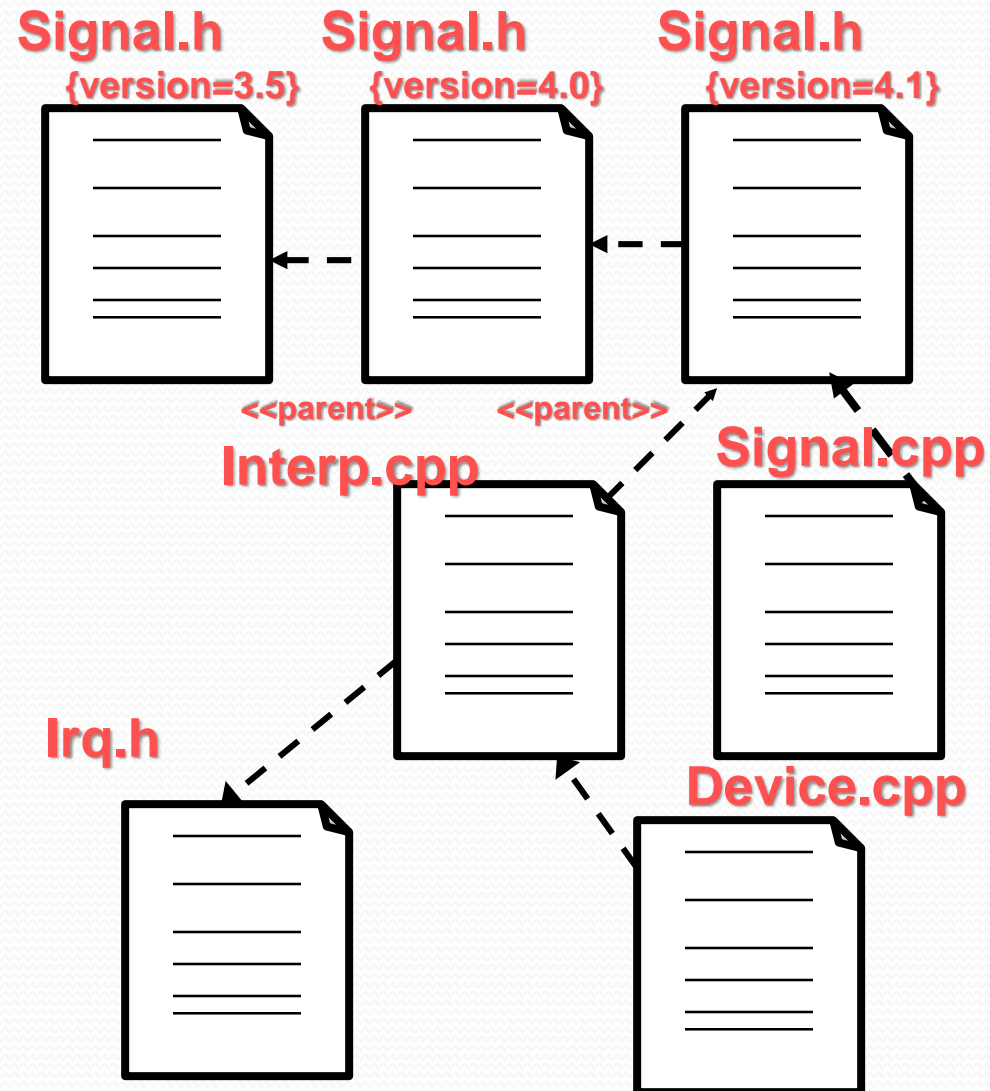 Signal.h
{version=3.5}
Signal.h
{version=4.0}
Signal.h
{version=4.1}
<<parent>>
<<parent>>
Interp.cpp
Signal.cpp
Irq.h
Device.cpp